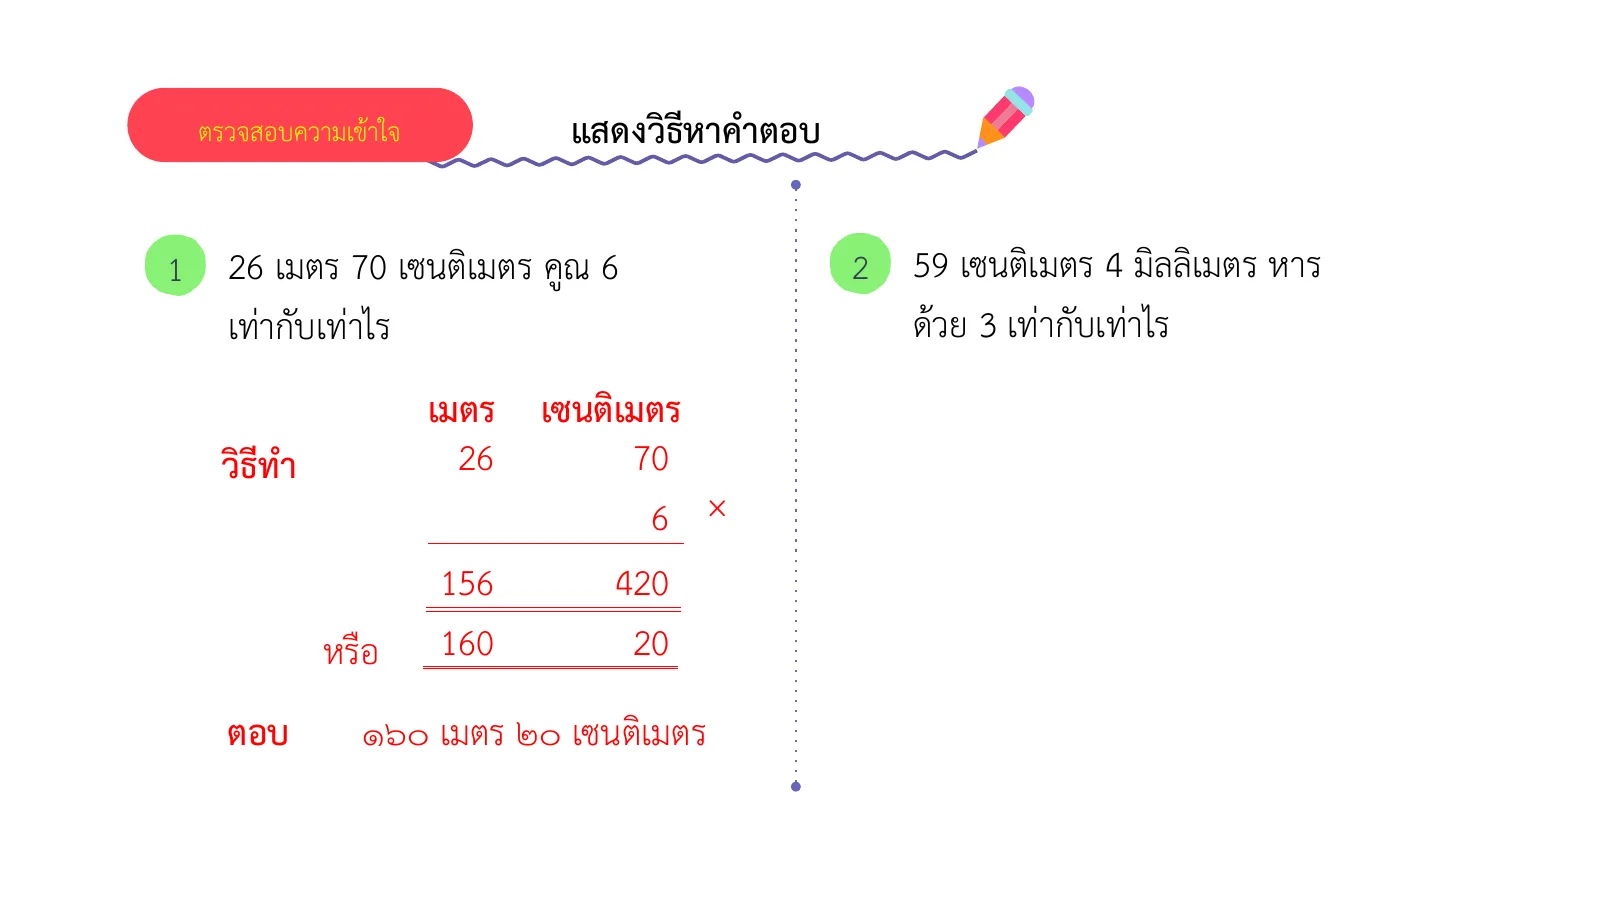 ตรวจสอบความเข้าใจ
แสดงวิธีหาคำตอบ
1
26 เมตร 70 เซนติเมตร คูณ 6
เท่ากับเท่าไร
เมตร เซนติเมตร
วิธีทำ 26 70
6 ×
156 420
หรือ 160 20
ตอบ ๑๖๐ เมตร ๒๐ เซนติเมตร
2
59 เซนติเมตร 4 มิลลิเมตร หาร
ด้วย 3 เท่ากับเท่าไร